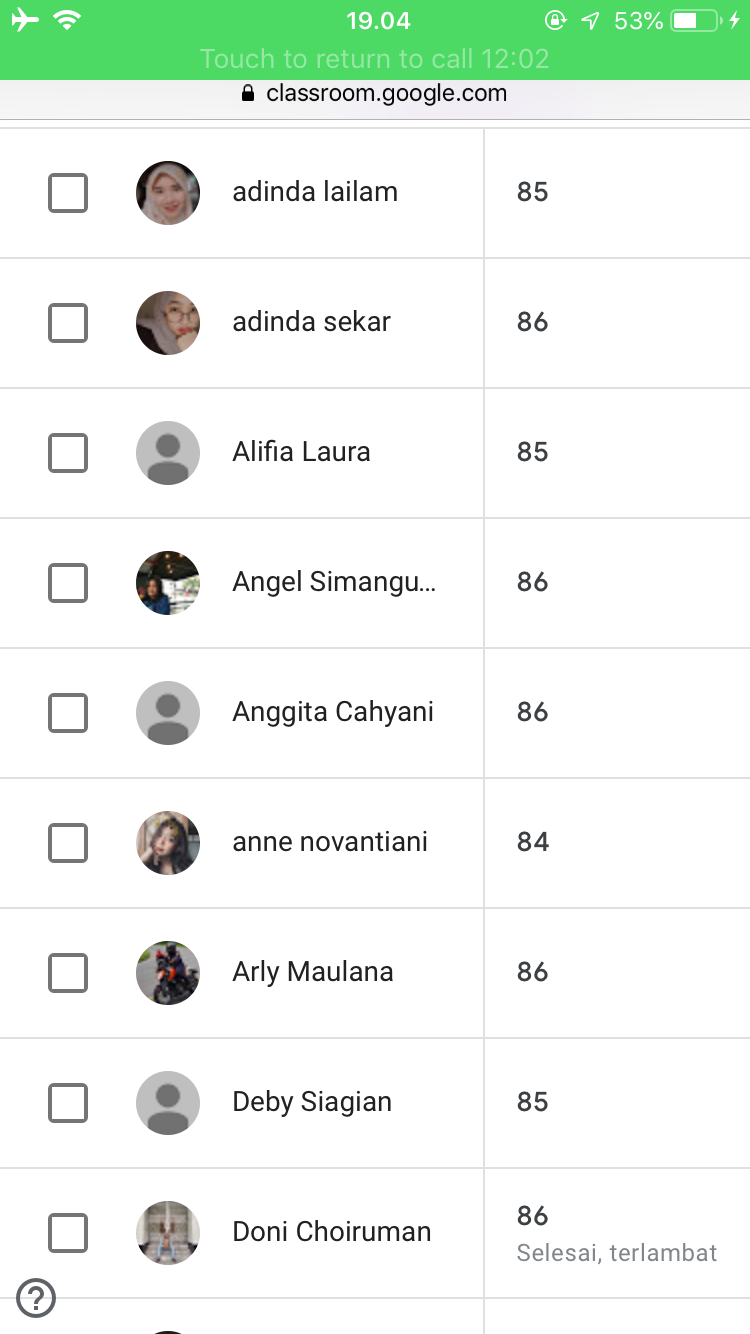 19.04
53%
Touch to return to call 12:02
classroom.google.com
adinda lailam 85
adinda sekar 86
Alifia Laura 85
Angel Simangu... 86
Anggita Cahyani 86
anne novantiani 84
Arly Maulana 86
Deby Siagian 85
Doni Choiruman 86
Selesai, terlambat
?